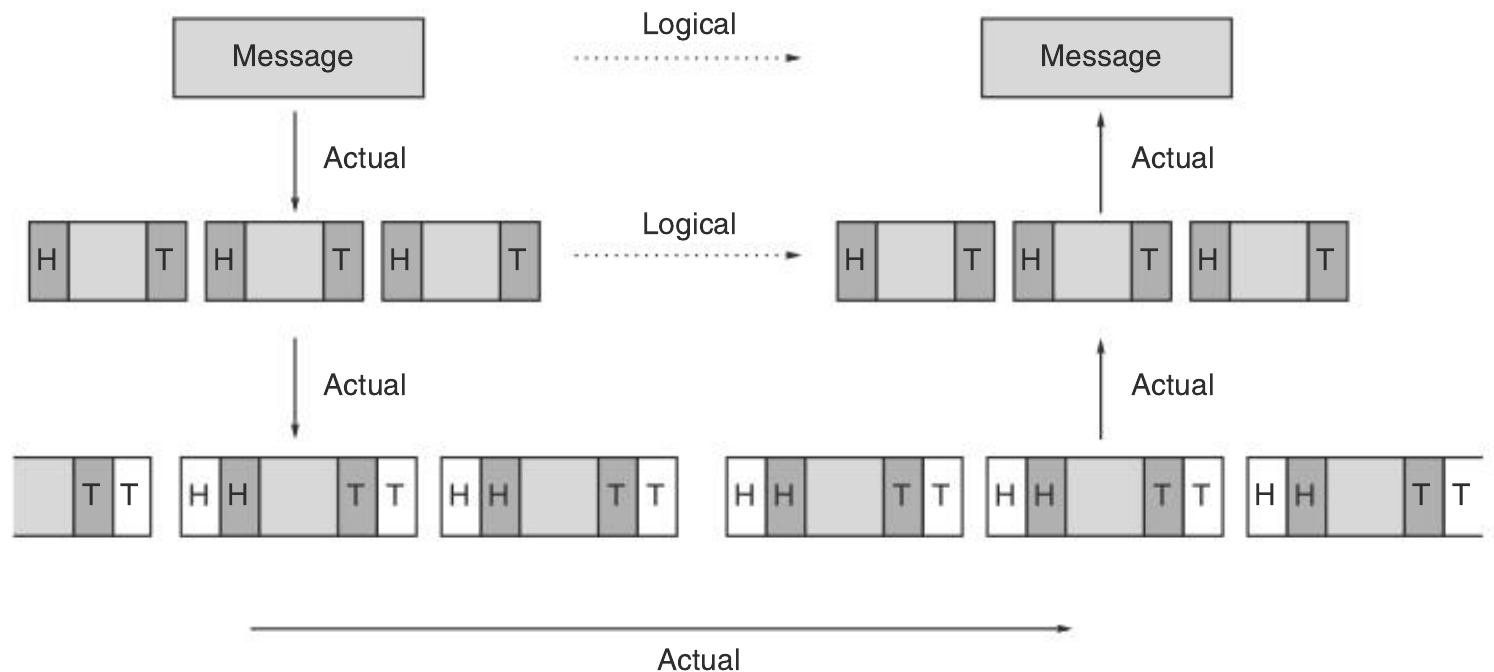 Message Logical Message
Actual Actual
H T H T H T Logical H T H T H T
Actual Actual
T T H H T T H H T T H H T T H H T T H H T T
Actual